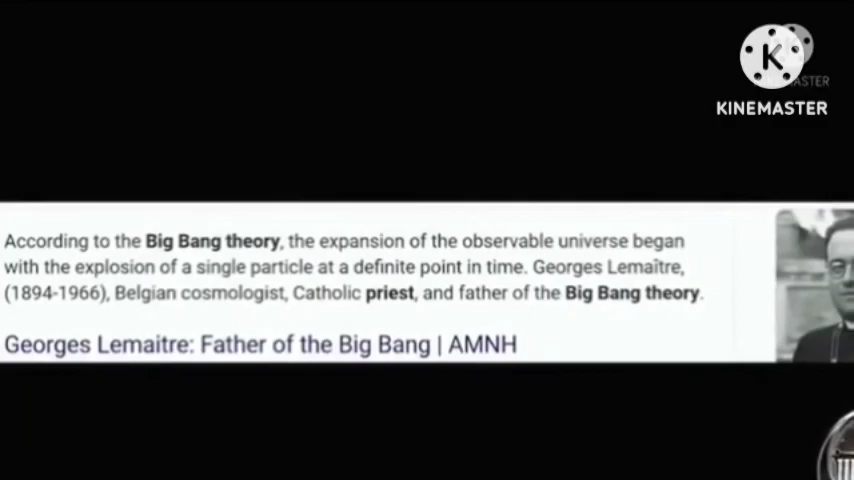 KINEMASTER
According to the Big Bang theory, the expansion of the observable universe began
with the explosion of a single particle at a definite point in time. Georges Lemaître,
(1894-1966), Belgian cosmologist, Catholic priest, and father of the Big Bang theory.
Georges Lemaitre: Father of the Big Bang | AMNH